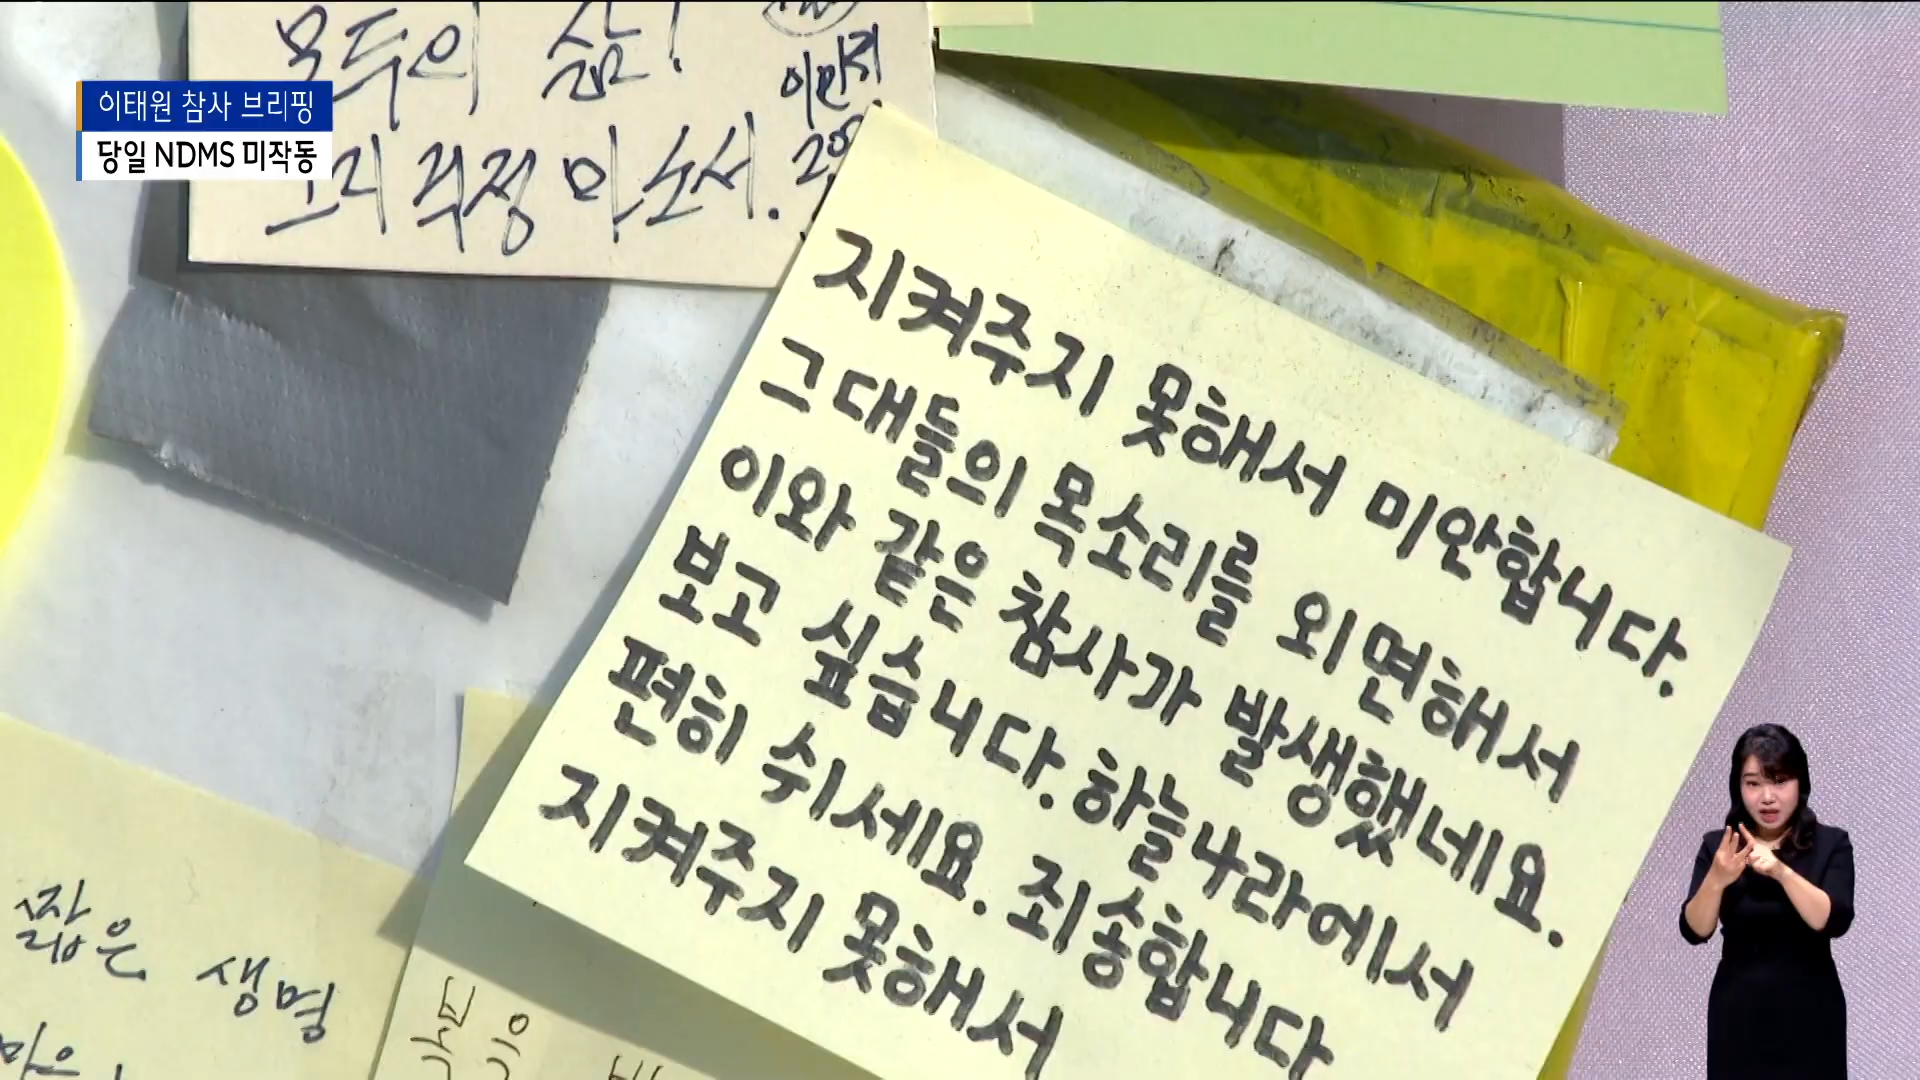 이태원 참사 브리핑
당일 NDMS 미작동
모두의 삶!
걱정 마소서.
지켜주지 못해서 미안합니다.
그대들의 목소리를 외면해서
이와 같은 참사가 발생했네요.
보고 싶습니다. 하늘나라에서
편히 쉬세요. 죄송합니다
지켜주지 못해서
짧은 생명